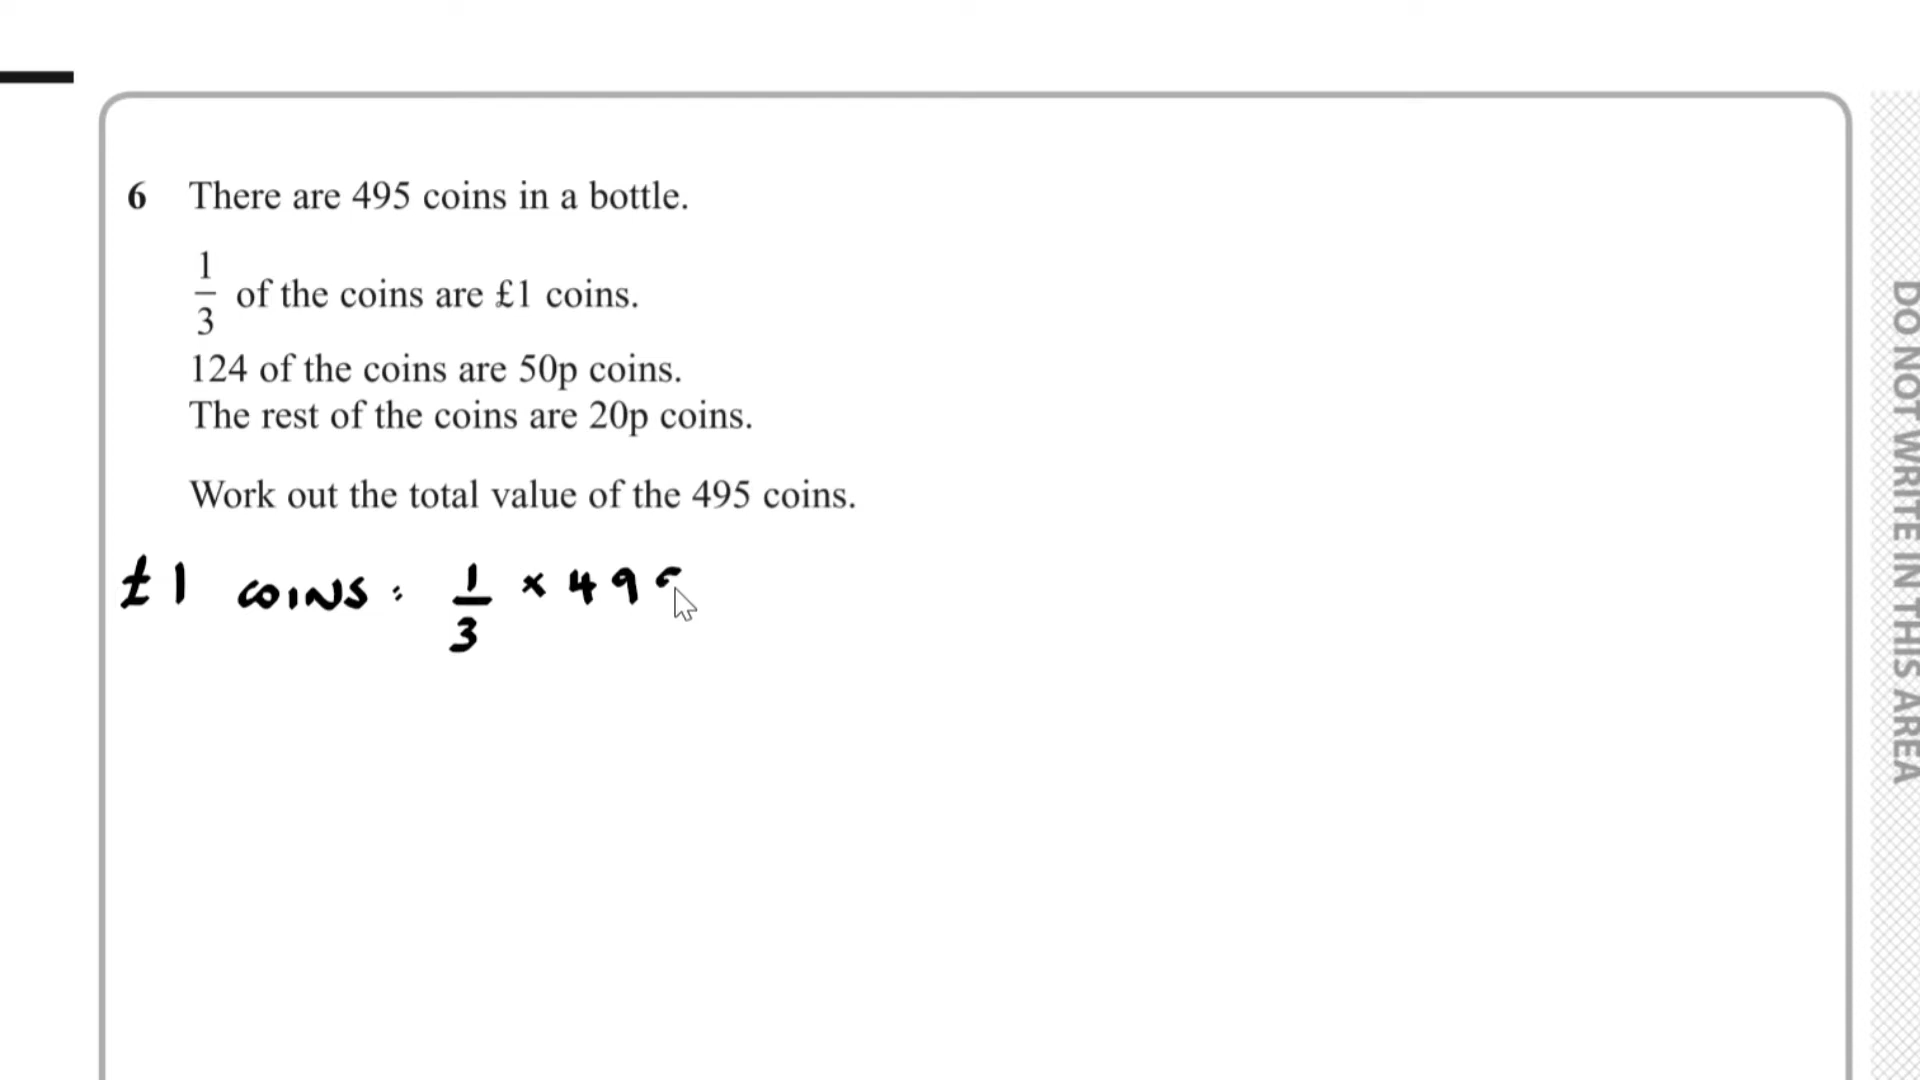 6 There are 495 coins in a bottle.
1/3 of the coins are £1 coins.
124 of the coins are 50p coins.
The rest of the coins are 20p coins.
Work out the total value of the 495 coins.
£1 COINS: 1/3 × 49
DO NOT WRITE IN THIS AREA